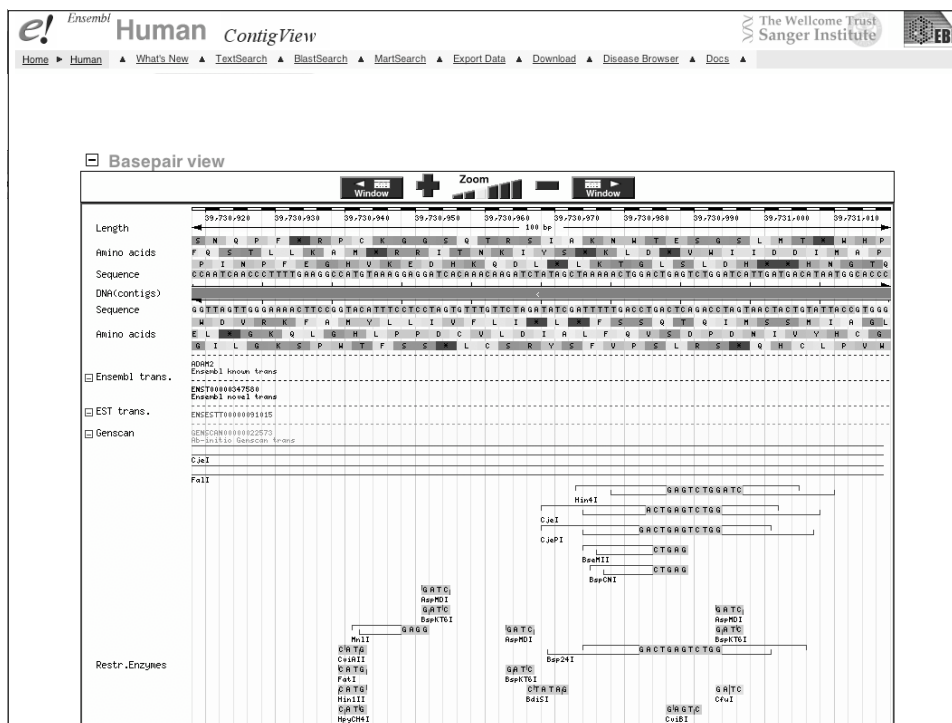 e! Ensembl Human ContigView
The Wellcome Trust
Sanger Institute
EB
Home ► Human ▲ What's New ▲ TextSearch ▲ BlastSearch ▲ MartSearch ▲ Export Data ▲ Download ▲ Disease Browser ▲ Docs ▲
Basepair view
Window Zoom Window
39,730,920 39,730,930 39,730,940 39,730,950 39,730,960 39,730,970 39,730,980 39,730,990 39,731,000 39,731,010
Length 100 bp
S N Q P F * R P C K G G S Q T R S I A K N W T E S G S L M T * W H P
Amino acids F Q S T L L K A M * R R I T N K I Y S * K L D * V W I I D D I M A P
P I N P F E G H V K E D H K Q D L * L K T G L S L D H * * H N G T Q
Sequence CCAATCAACCCTTTTGAAGGCCATGTAAAGGAGGATCACAAACAAGATCTATAGCTAAAAACTGGACTGAGTCTGGATCATTGATGACATAATGGCACCC
DNA(contigs) <
Sequence GGTTAGTTGGGAAAACTTCCGGTACATTTCCTCCTAGTGTTTGTTCTAGATATCGATTTTTGACCTGACTCAGACCTAGTAACTACTGTATTACCGTGGG
W D V R K F A M Y L L I V F L I * L * F S S Q T Q I M S S M I A G L
Amino acids E L * G K Q L G H L P D C V L D I A L F Q V S D P D N I V Y H C G
G I L G K S P W T F S S * L C S R Y S F V P S L R S * Q H C L P V W
ADAM2
Ensembl trans. Ensembl known trans
ENST00000347580
Ensembl novel trans
EST trans. ENSESTT00000091015
Genscan GENSCAN00000022573
Ab-initio Genscan trans
CjeI
FalI
GAGTCTGGATC
Hin4I
ACTGAGTCTGG
CjeI
GACTGAGTCTGG
CjePI
CTGAG
BseMII
CTGAG
BspCNI
GATC GATC
AspMDI AspMDI
GATC
BspKT6I
GAGG GATC GATC
MnlI AspMDI BspKT6I
CATG GACTGAGTCTGG
CviAII Bsp24I
Restr.Enzymes
CATG GATC
FatI BspKT6I
CATG CTATAG GATC
Hin1II BdiSI CfuI
CATG GAGTC
HpyCH4I CviBI